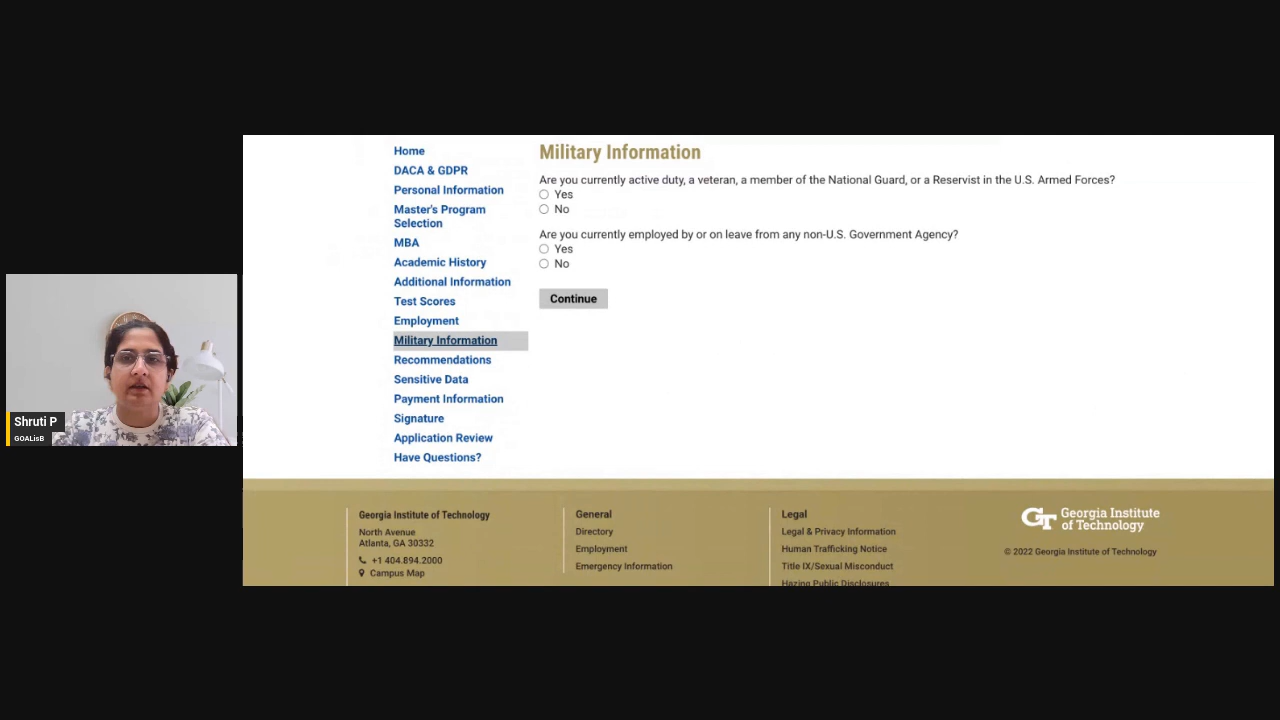 Home
DACA & GDPR
Personal Information
Master's Program
Selection
MBA
Academic History
Additional Information
Test Scores
Employment
Military Information
Recommendations
Sensitive Data
Payment Information
Signature
Application Review
Have Questions?
Military Information
Are you currently active duty, a veteran, a member of the National Guard, or a Reservist in the U.S. Armed Forces?
Yes
No
Are you currently employed by or on leave from any non-U.S. Government Agency?
Yes
No
Continue
Shruti P
GOALisB
Georgia Institute of Technology
North Avenue
Atlanta, GA 30332
+1 404.894.2000
Campus Map
General
Directory
Employment
Emergency Information
Legal
Legal & Privacy Information
Human Trafficking Notice
Title IX/Sexual Misconduct
Hazing Public Disclosures
GT Georgia Institute
of Technology
© 2022 Georgia Institute of Technology